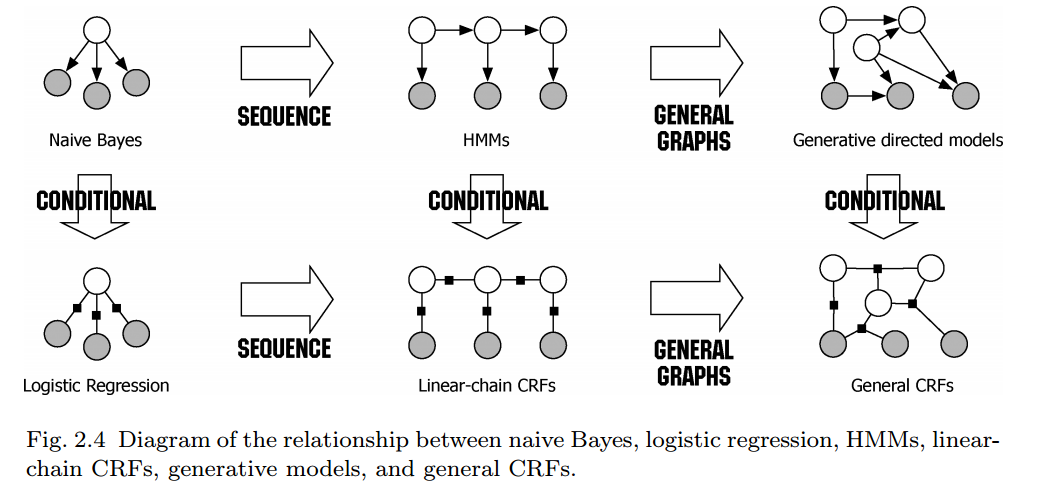 SEQUENCE
GENERAL
GRAPHS
Naive Bayes
HMMs
Generative directed models
CONDITIONAL
CONDITIONAL
CONDITIONAL
SEQUENCE
GENERAL
GRAPHS
Logistic Regression
Linear-chain CRFs
General CRFs
Fig. 2.4 Diagram of the relationship between naive Bayes, logistic regression, HMMs, linear-
chain CRFs, generative models, and general CRFs.